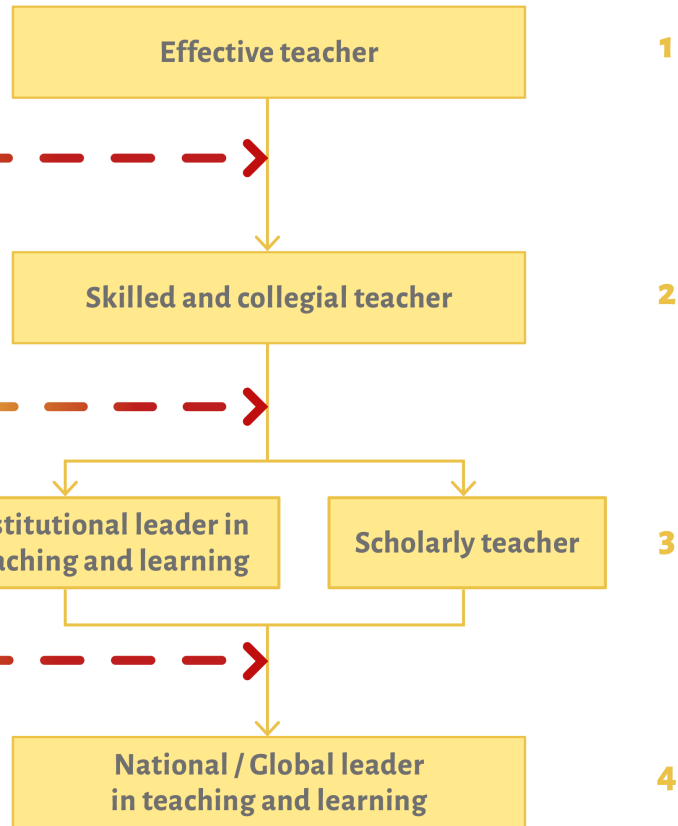 Effective teacher
1
Skilled and collegial teacher
2
stitutional leader in
aching and learning
Scholarly teacher
3
National / Global leader
in teaching and learning
4